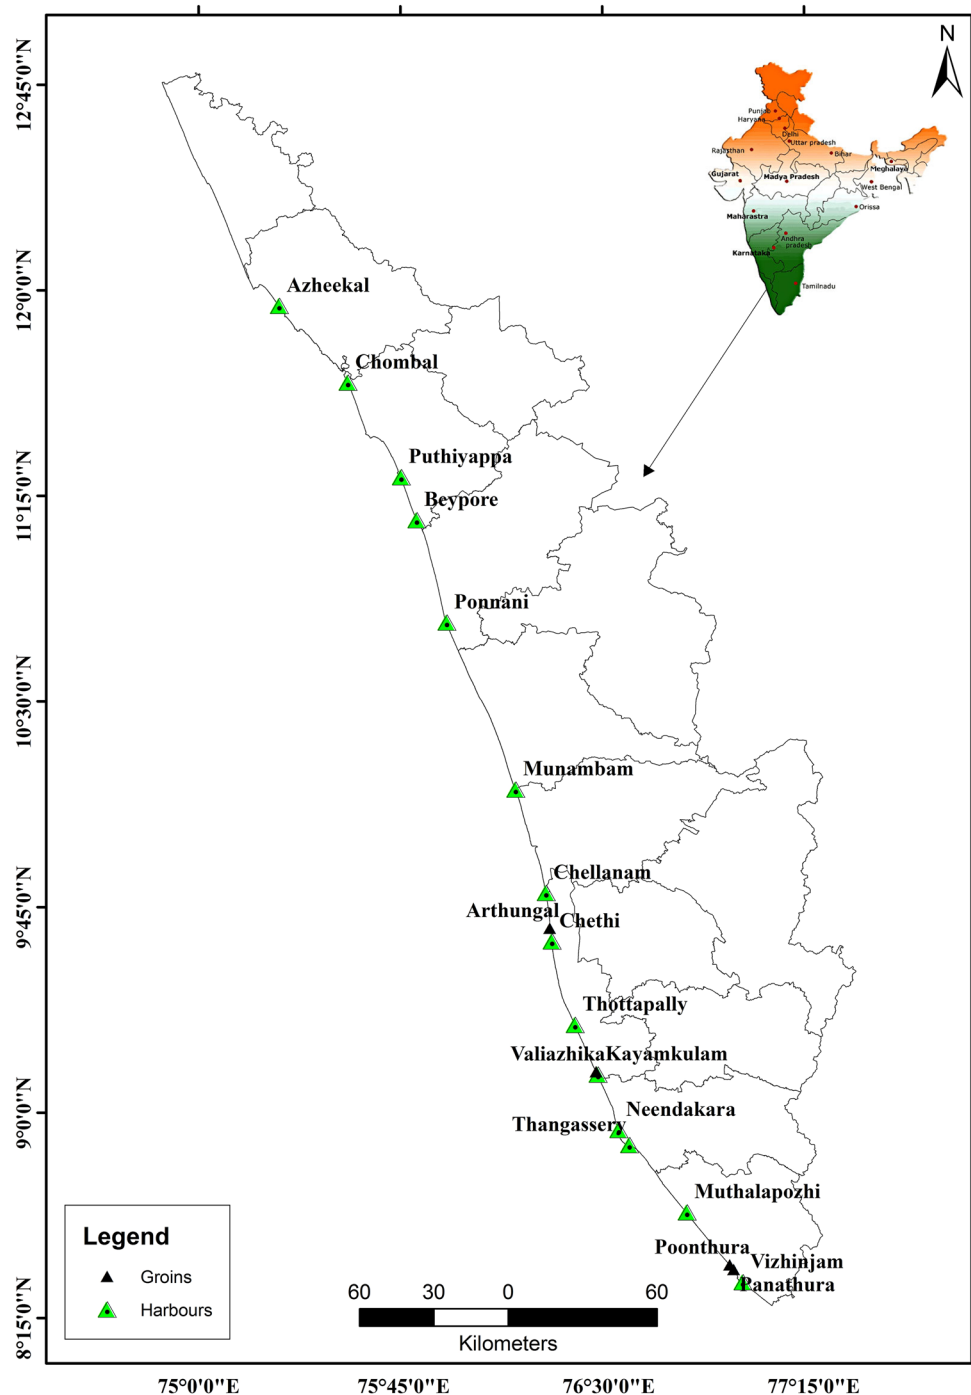 N
12°45'0"N
12°0'0"N
11°15'0"N
10°30'0"N
9°45'0"N
9°0'0"N
8°15'0"N
Punjab
Haryana
Delhi
Uttar pradesh
Rajasthan
Bihar
Meghalaya
Gujarat
Madya Pradesh
West Bengal
Orissa
Maharastra
Andhra
pradesh
Karnataka
Tamilnadu
Azheekal
Chombal
Puthiyappa
Beypore
Ponnani
Munambam
Chellanam
Arthungal
Chethi
Thottapally
Valiazhika
Kayamkulam
Neendakara
Thangassery
Muthalapozhi
Poonthura
Vizhinjam
Panathura
Legend
Groins
Harbours
60 30 0 60
Kilometers
75°0'0"E 75°45'0"E 76°30'0"E 77°15'0"E